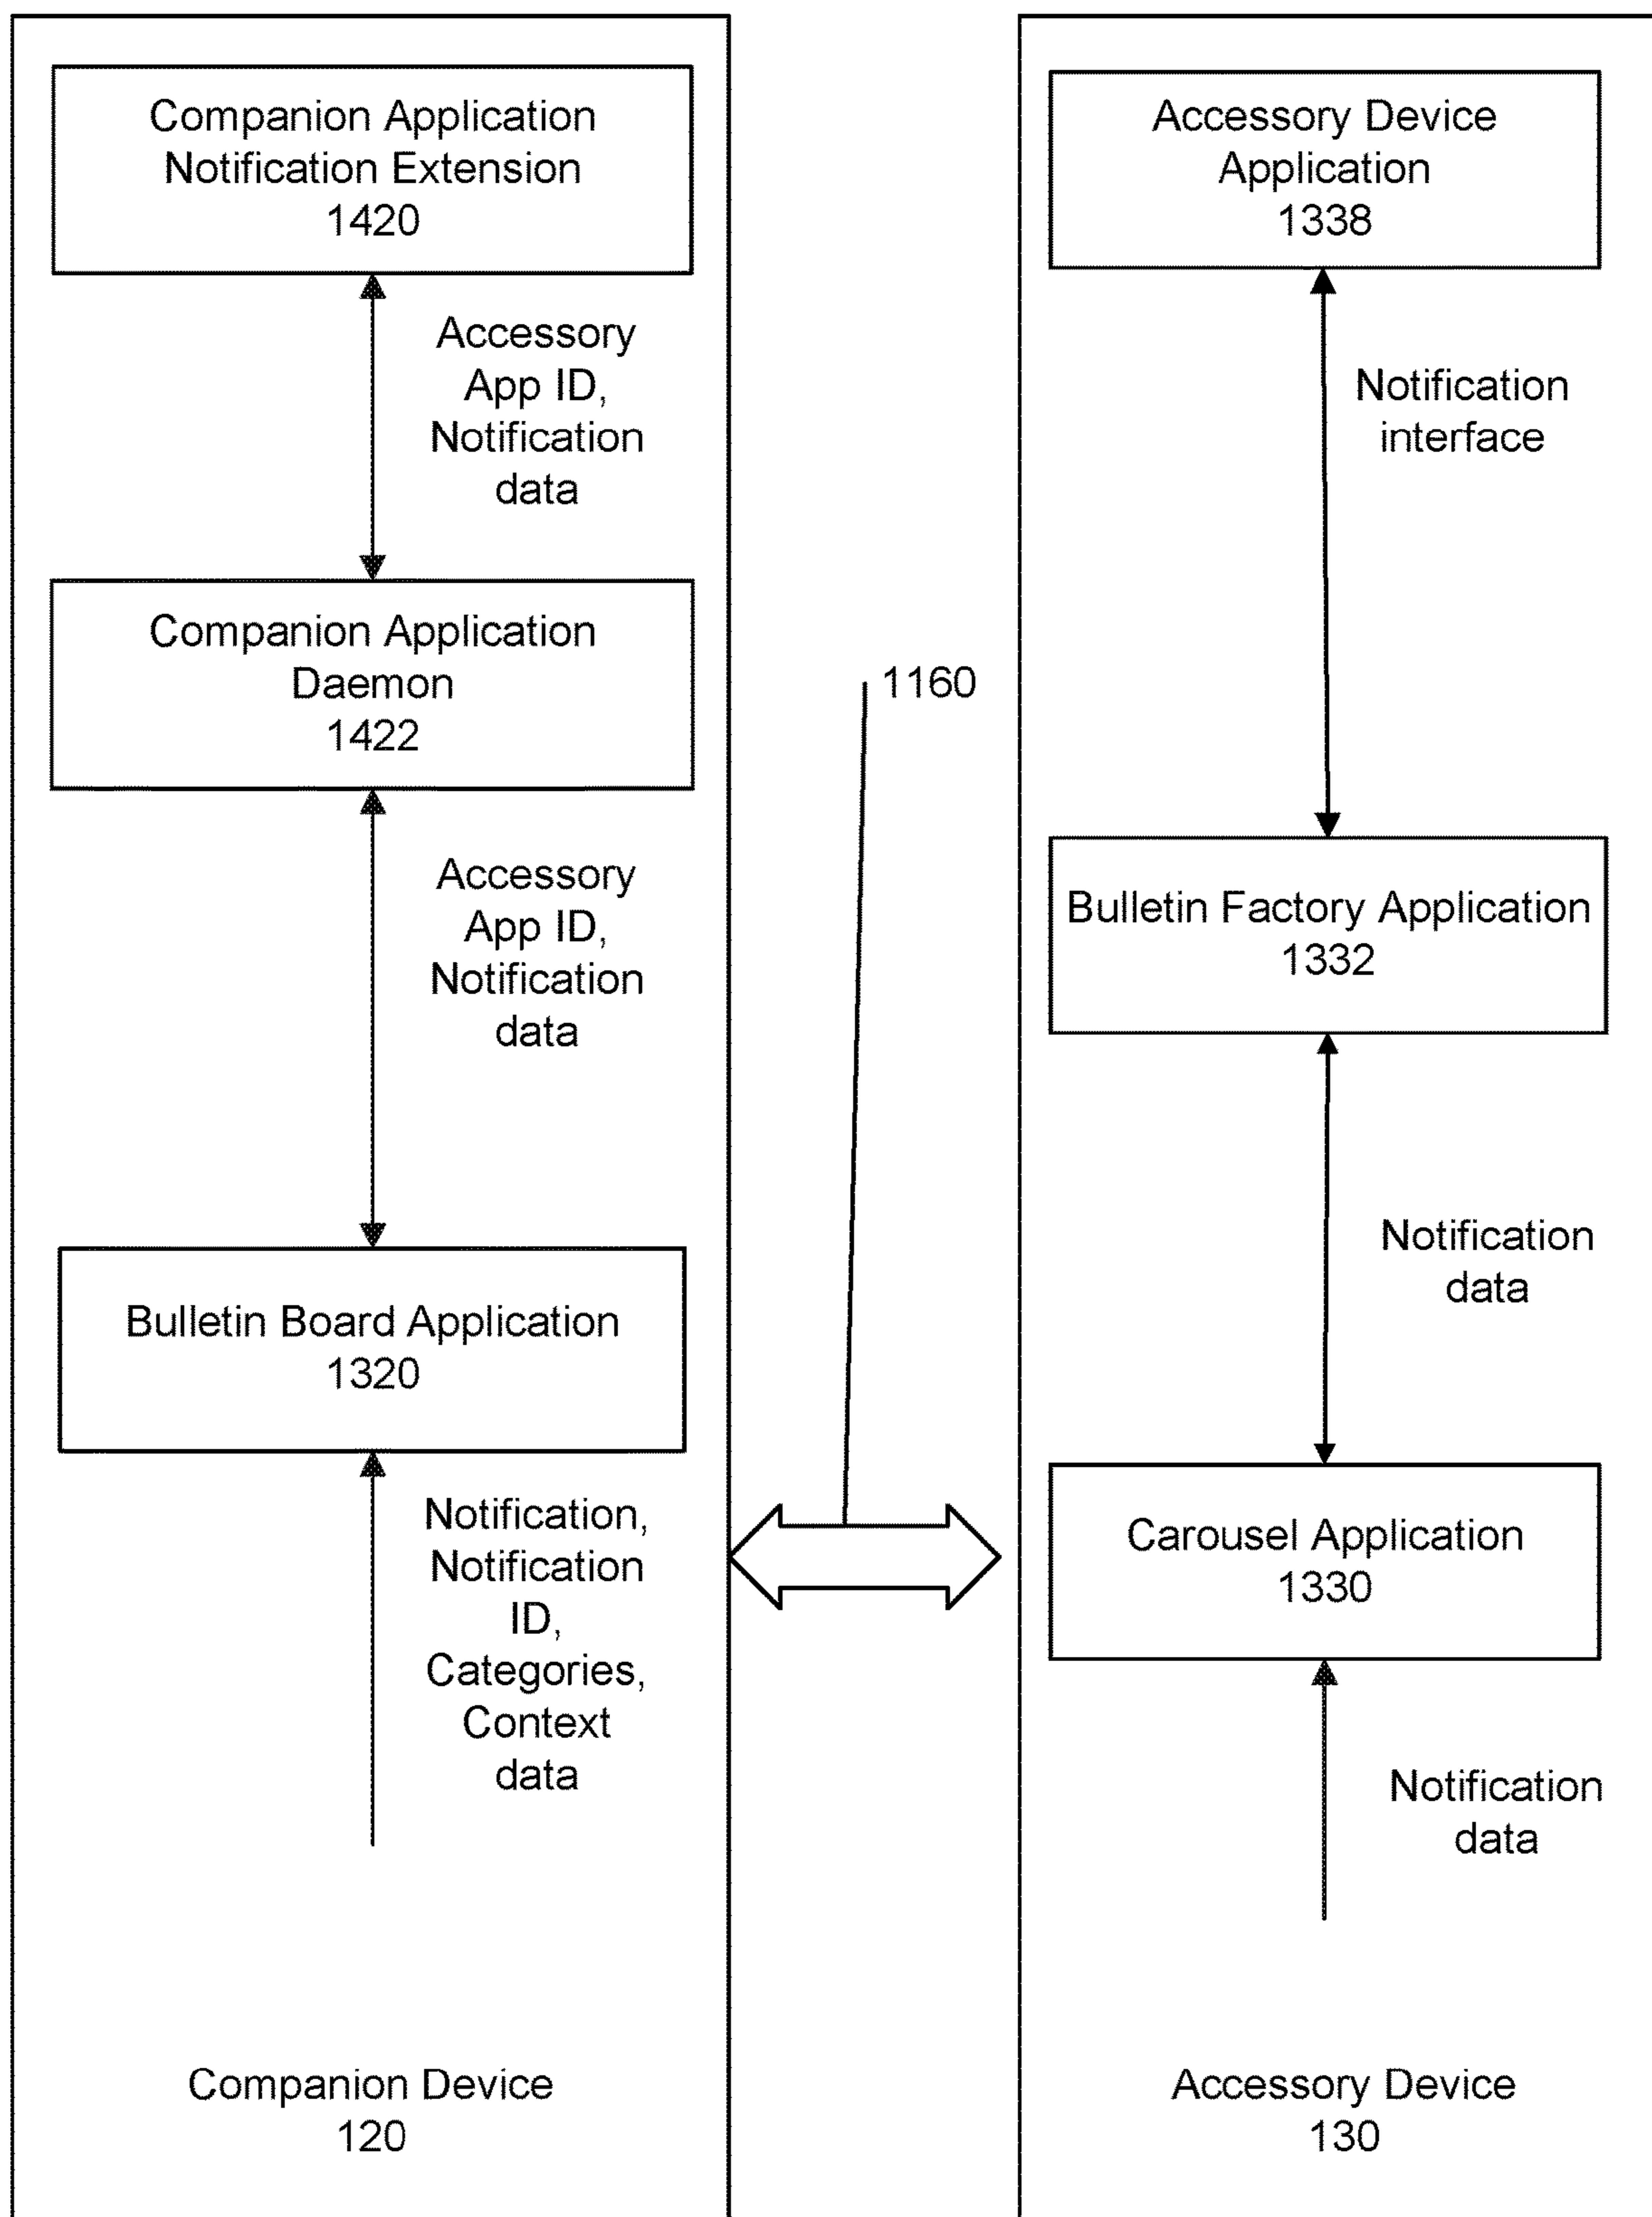 Companion Application
Notification Extension
1420
Accessory
App ID,
Notification
data
Companion Application
Daemon
1422
Accessory
App ID,
Notification
data
Bulletin Board Application
1320
Notification,
Notification
ID,
Categories,
Context
data
Companion Device
120
1160
Accessory Device
Application
1338
Notification
interface
Bulletin Factory Application
1332
Notification
data
Carousel Application
1330
Notification
data
Accessory Device
130